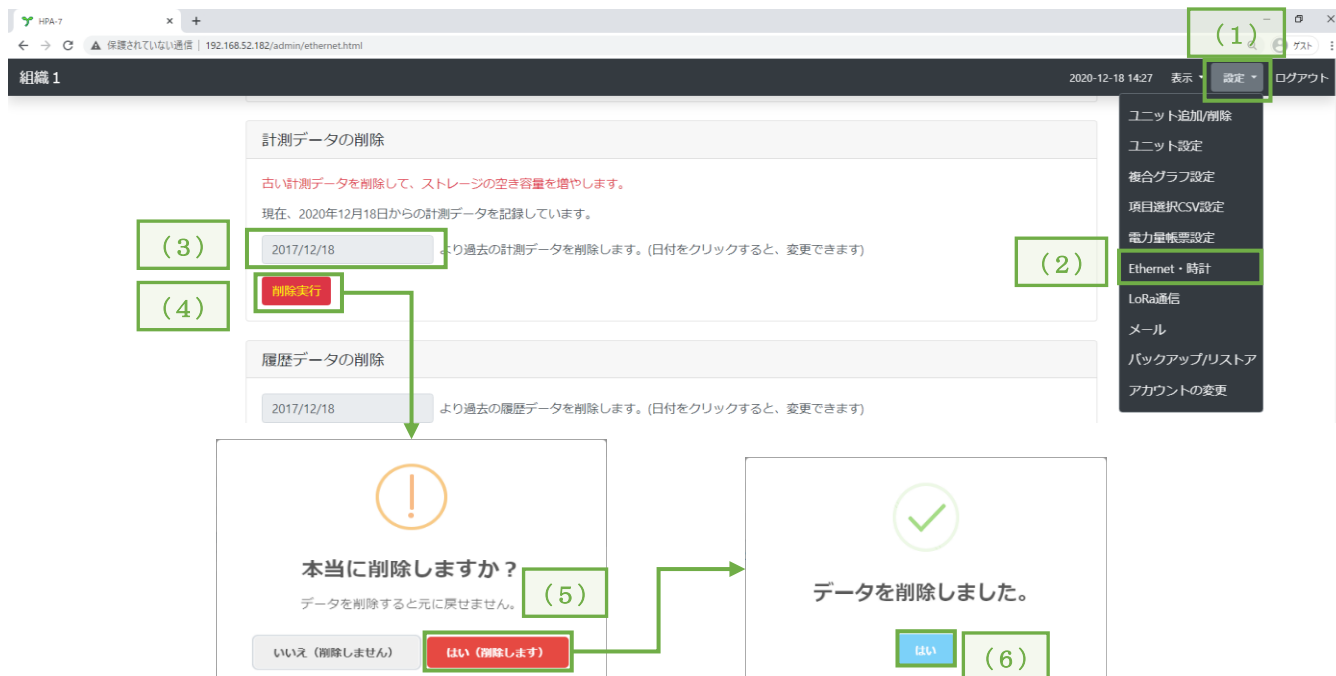 HPA-7
保護されていない通信 | 192.168.52.182/admin/ethernet.html
ゲスト
(1)
組織 1
2020-12-18 14:27 表示 設定 ログアウト
ユニット追加/削除
ユニット設定
複合グラフ設定
項目選択CSV設定
電力量帳票設定
(2)
Ethernet・時計
LoRa通信
メール
バックアップ/リストア
アカウントの変更
計測データの削除
古い計測データを削除して、ストレージの空き容量を増やします。
現在、2020年12月18日からの計測データを記録しています。
(3)
2017/12/18 より過去の計測データを削除します。(日付をクリックすると、変更できます)
(4)
削除実行
履歴データの削除
2017/12/18 より過去の履歴データを削除します。(日付をクリックすると、変更できます)
本当に削除しますか？
データを削除すると元に戻せません。
(5)
いいえ（削除しません） はい（削除します）
データを削除しました。
はい
(6)